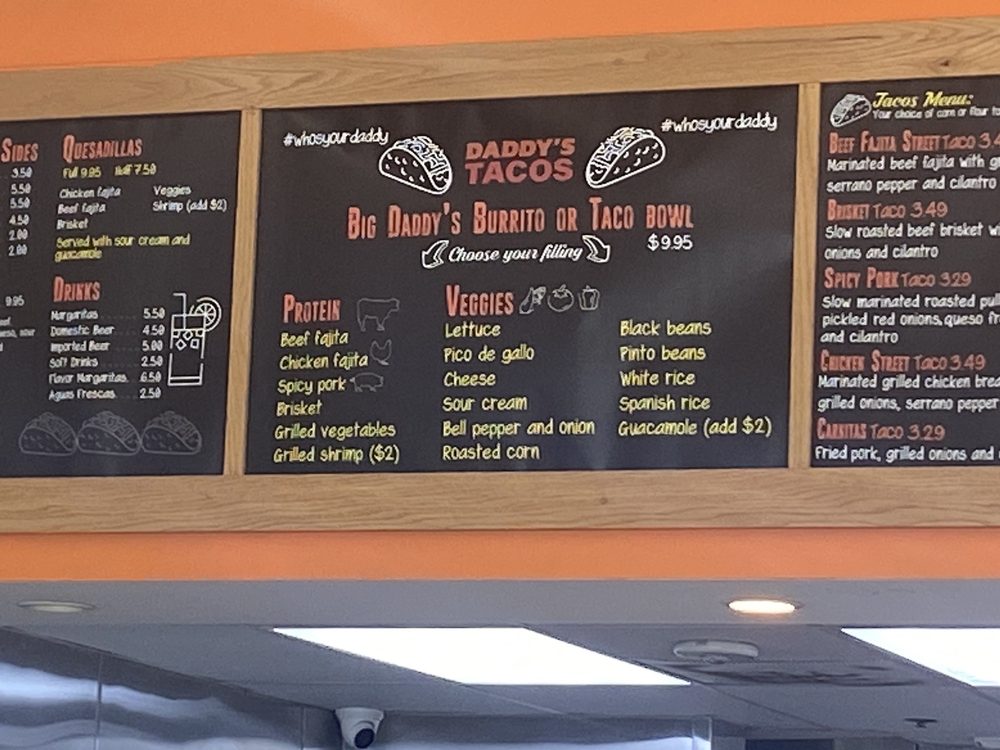 SIDES
3.50
5.50
5.50
4.50
2.00
2.00
9.95
QUESADILLAS
Full 9.95 Half 7.50
Chicken fajita Veggies
Beef fajita Shrimp (add $2)
Brisket
Served with sour cream and
guacamole
DRINKS
Margaritas 5.50
Domestic Beer 4.50
Imported Beer 5.00
Soft Drinks 2.50
Flavor Margaritas. 6.50
Aguas Frescas 2.50
#whosyourdaddy
#whosyourdaddy
DADDY'S
TACOS
BIG DADDY'S BURRITO OR TACO BOWL
$9.95
Choose your filling
PROTEIN
Beef fajita
Chicken fajita
Spicy pork
Brisket
Grilled vegetables
Grilled shrimp ($2)
VEGGIES
Lettuce
Pico de gallo
Cheese
Sour cream
Bell pepper and onion
Roasted corn
Black beans
Pinto beans
White rice
Spanish rice
Guacamole (add $2)
Tacos Menu:
Your choice of corn or flour
BEEF FAJITA STREET Taco
Marinated beef fajita with
serrano pepper and cilantro
BRISKET Taco 3.49
Slow roasted beef brisket
onions and cilantro
SPICY PORK Taco 3.29
Slow marinated roasted
pickled red onions, queso
and cilantro
CHICKEN STREET Taco 3.49
Marinated grilled chicken
grilled onions, serrano pepper
CARNITAS Taco 3.29
Fried pork, grilled onions and